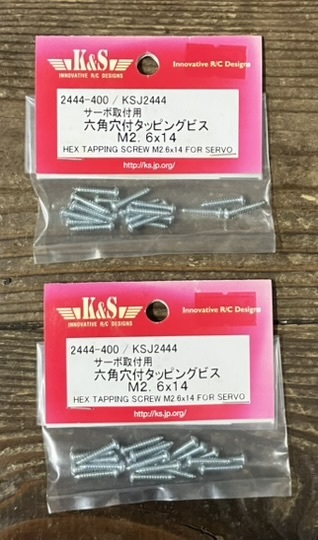 K&S
INNOVATIVE R/C DESIGNS
Innovative R/C Designs
2444-400 / KSJ2444
サーボ取付用
六角穴付タッピングビス
M2.6x14
HEX TAPPING SCREW M2.6x14 FOR SERVO
http://ks.jp.org/
K&S
INNOVATIVE R/C DESIGNS
Innovative R/C Designs
2444-400 / KSJ2444
サーボ取付用
六角穴付タッピングビス
M2.6x14
HEX TAPPING SCREW M2.6x14 FOR SERVO
http://ks.jp.org/